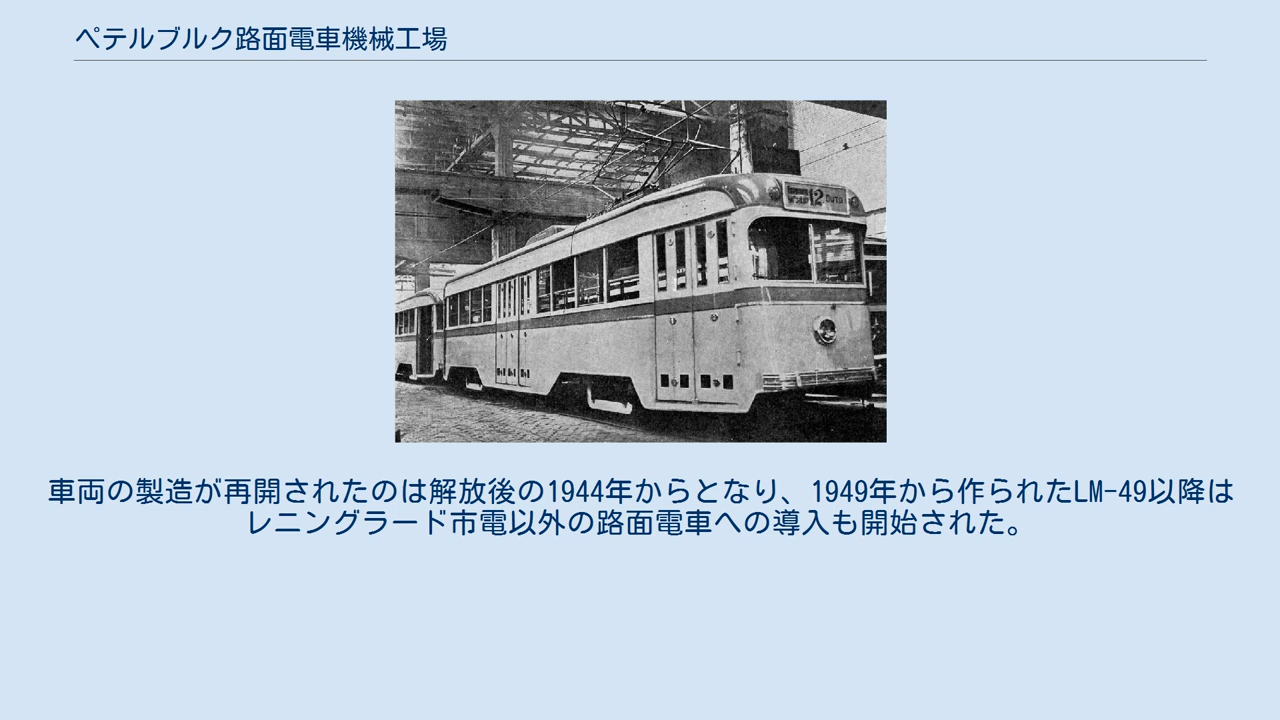 ペテルブルク路面電車機械工場
12
車両の製造が再開されたのは解放後の1944年からとなり、1949年から作られたLM-49以降は
レニングラード市電以外の路面電車への導入も開始された。